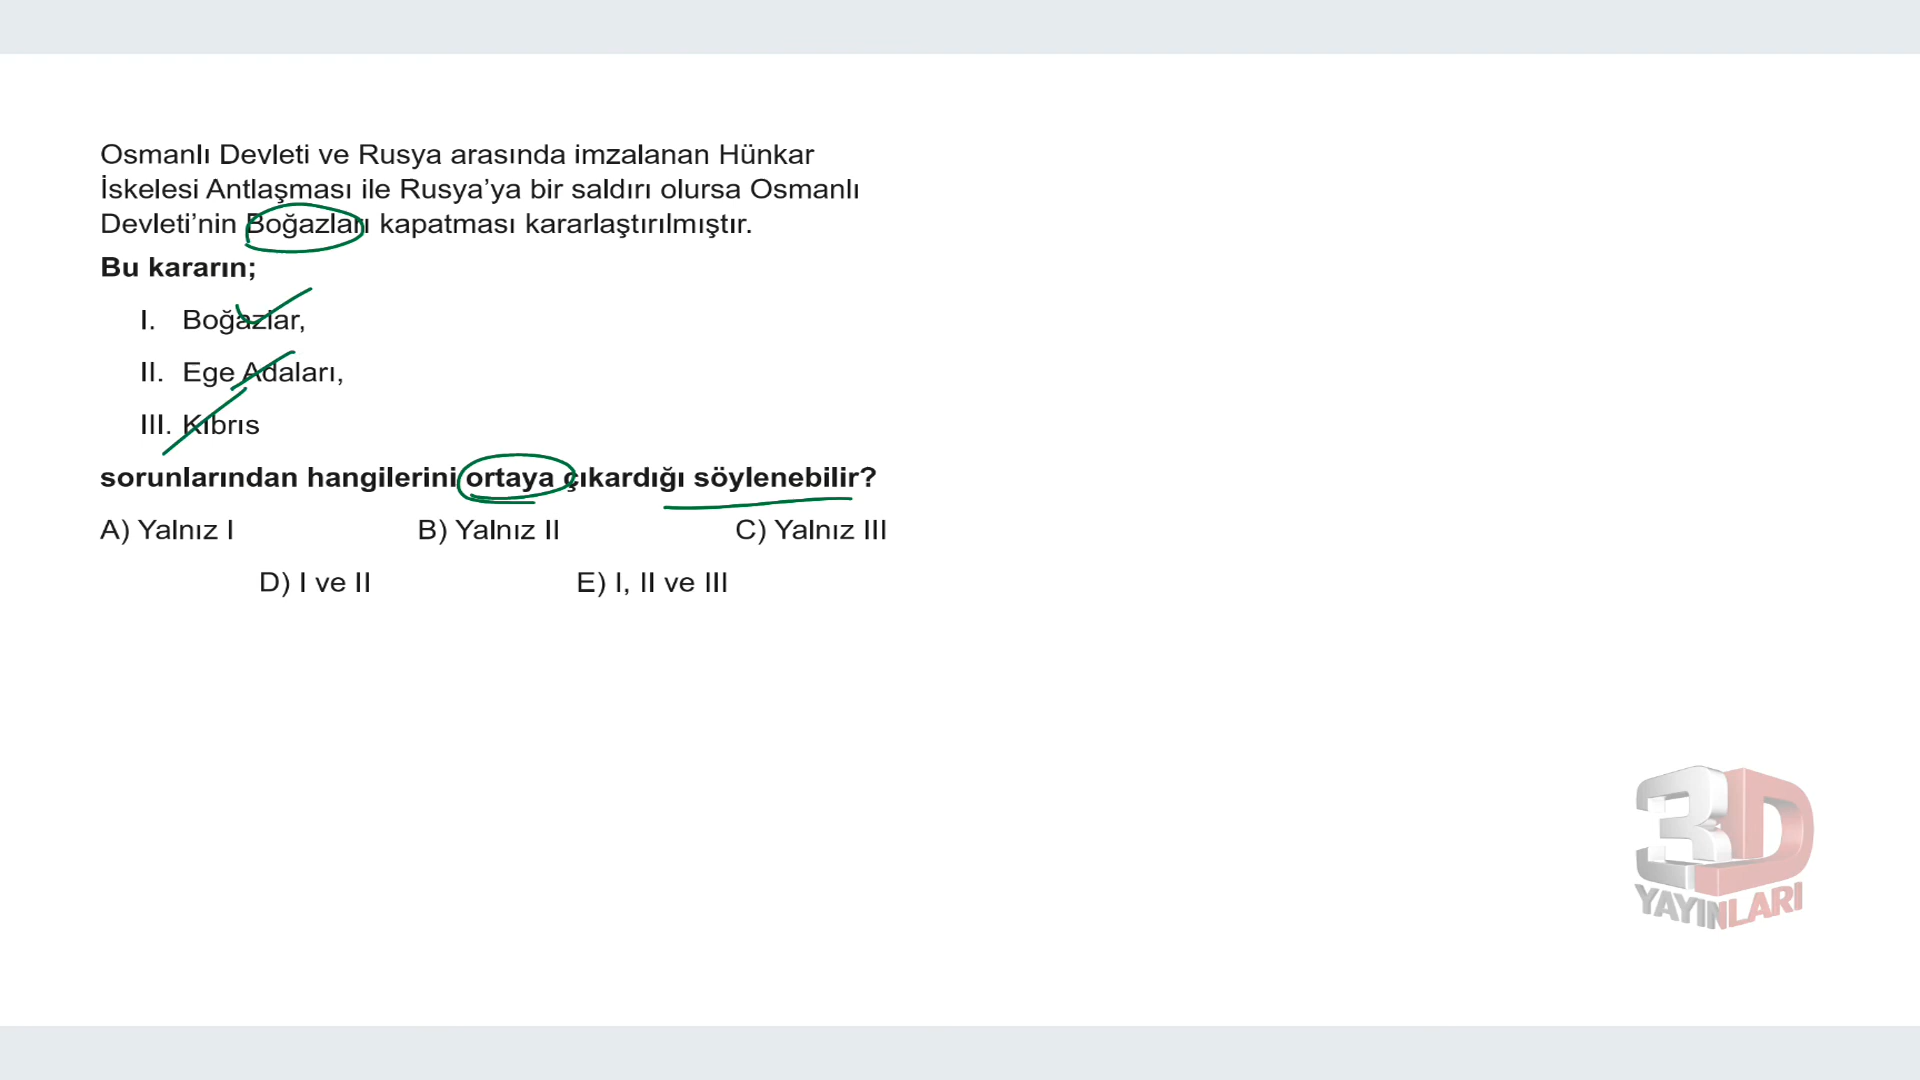 Osmanlı Devleti ve Rusya arasında imzalanan Hünkar
İskelesi Antlaşması ile Rusya’ya bir saldırı olursa Osmanlı
Devleti’nin Boğazları kapatması kararlaştırılmıştır.
Bu kararın;
I. Boğazlar,
II. Ege Adaları,
III. Kıbrıs
sorunlarından hangilerini ortaya çıkardığı söylenebilir?
A) Yalnız I B) Yalnız II C) Yalnız III
D) I ve II E) I, II ve III
3D
YAYINLARI